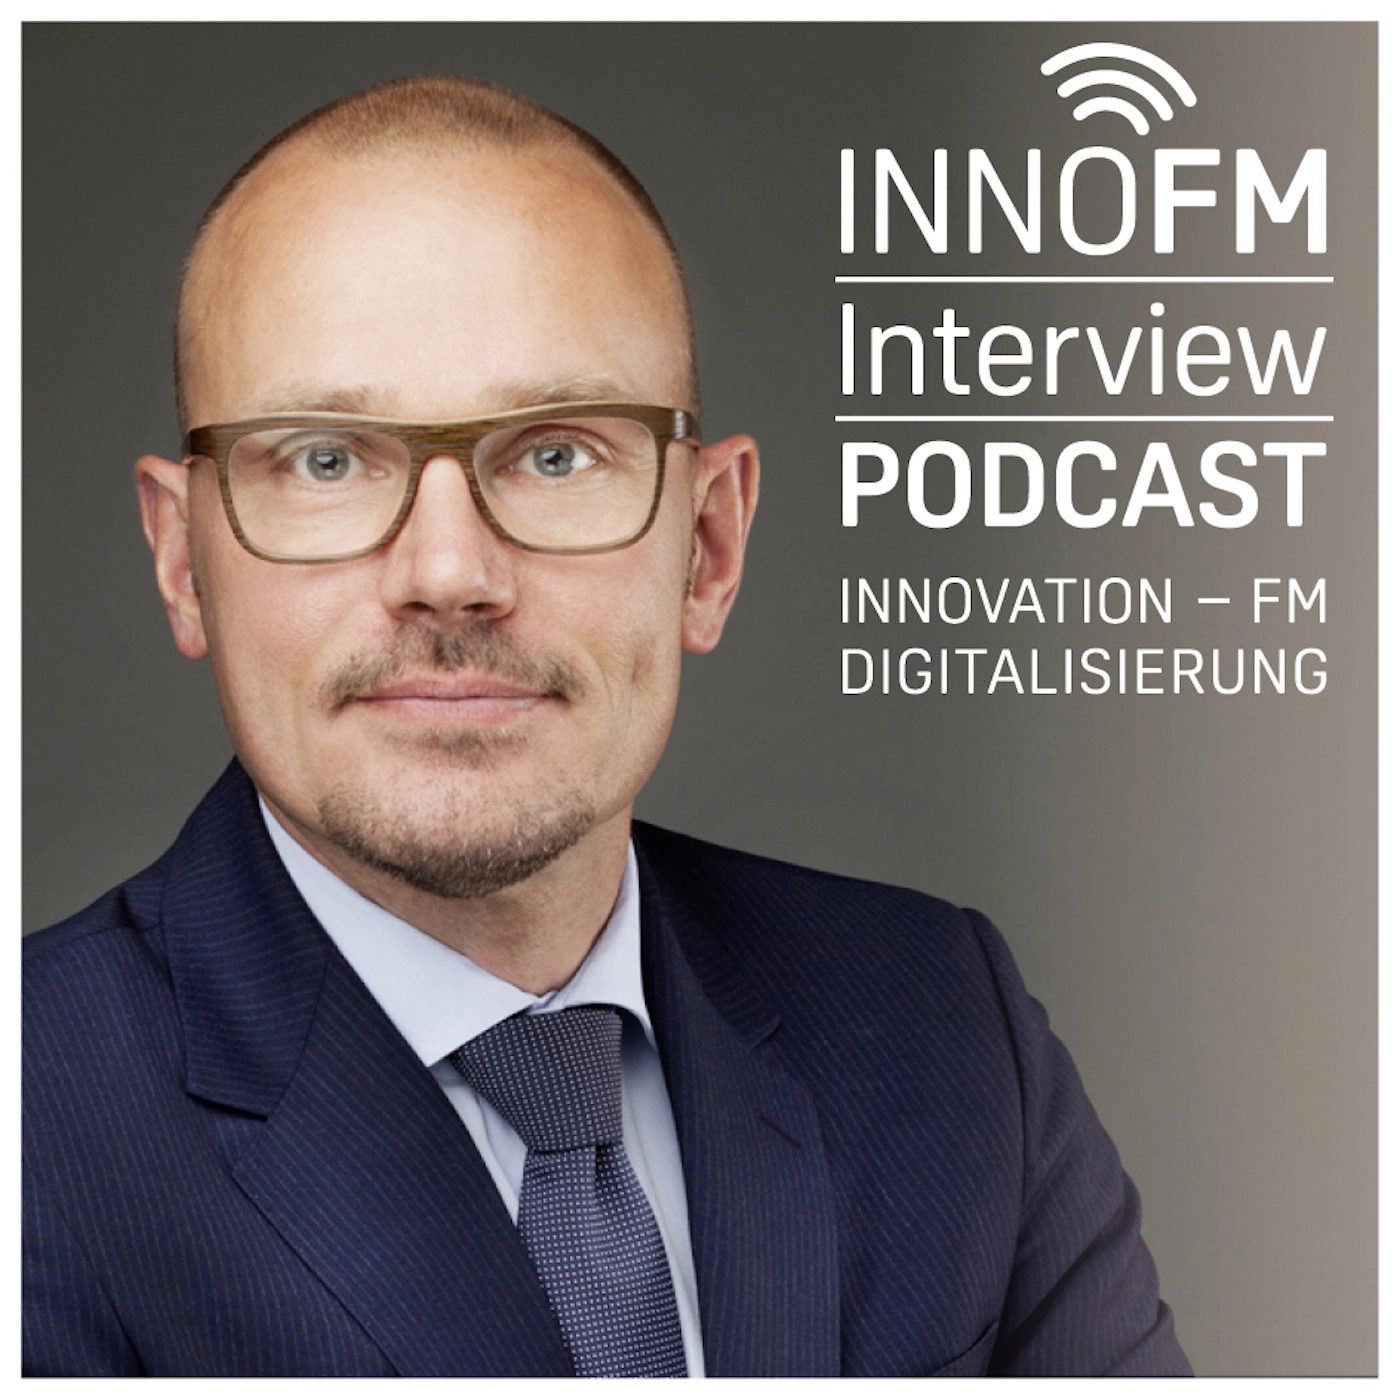 INNOFM
Interview
PODCAST
INNOVATION – FM
DIGITALISIERUNG